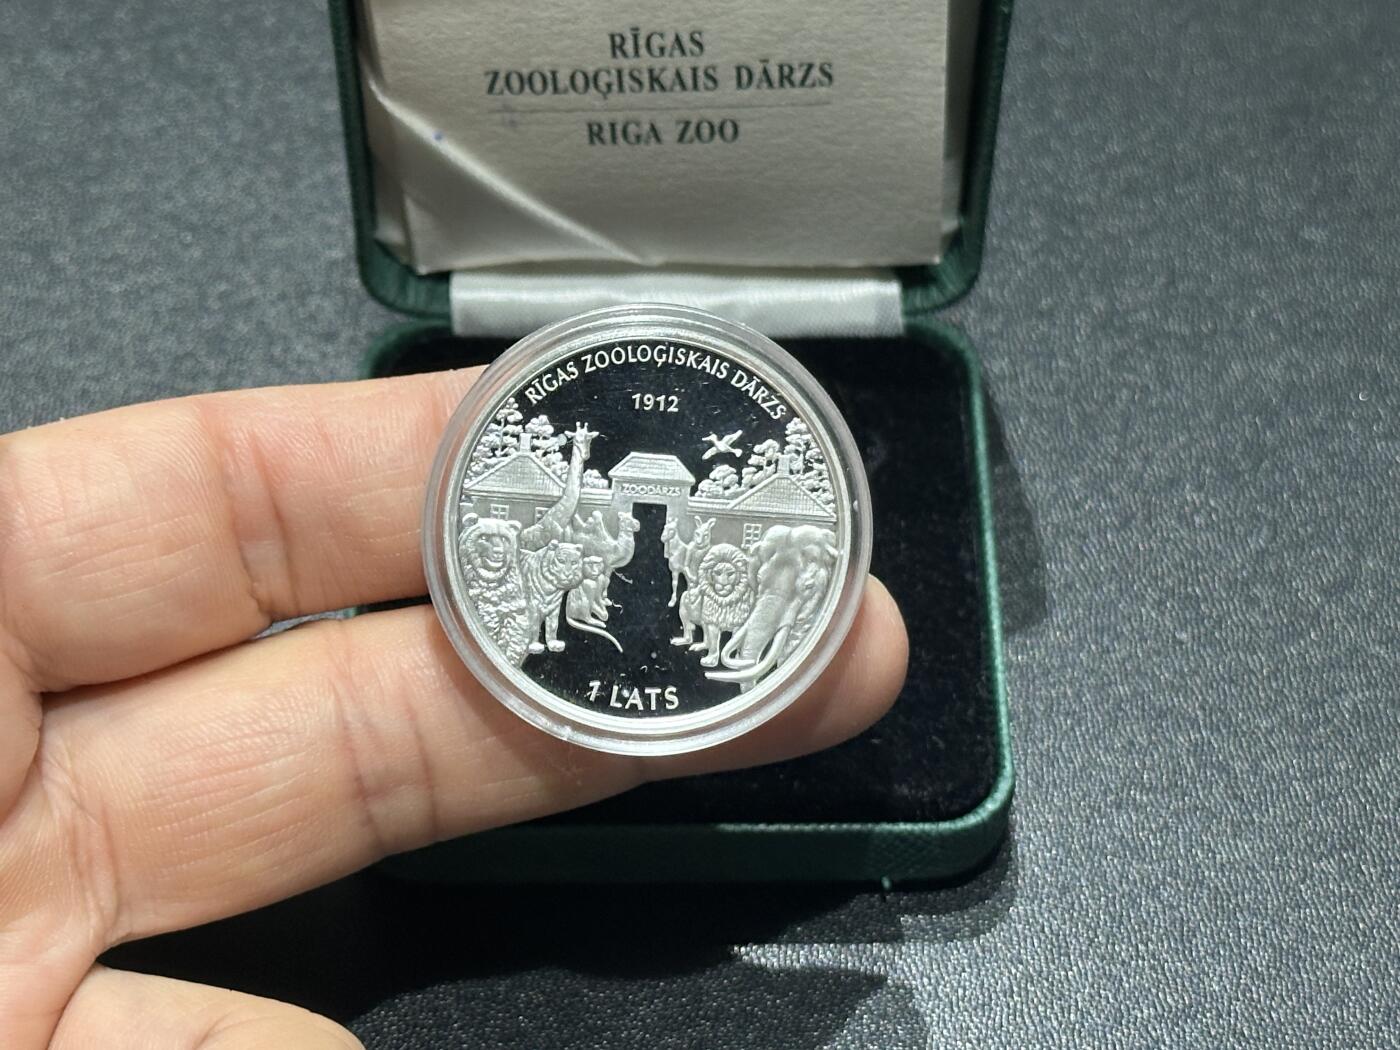 RĪGAS
ZOOLOĢISKAIS DĀRZS
RIGA ZOO
RĪGAS ZOOLOĢISKAIS DĀRZS
1912
ZOODĀRZS
1 LATS